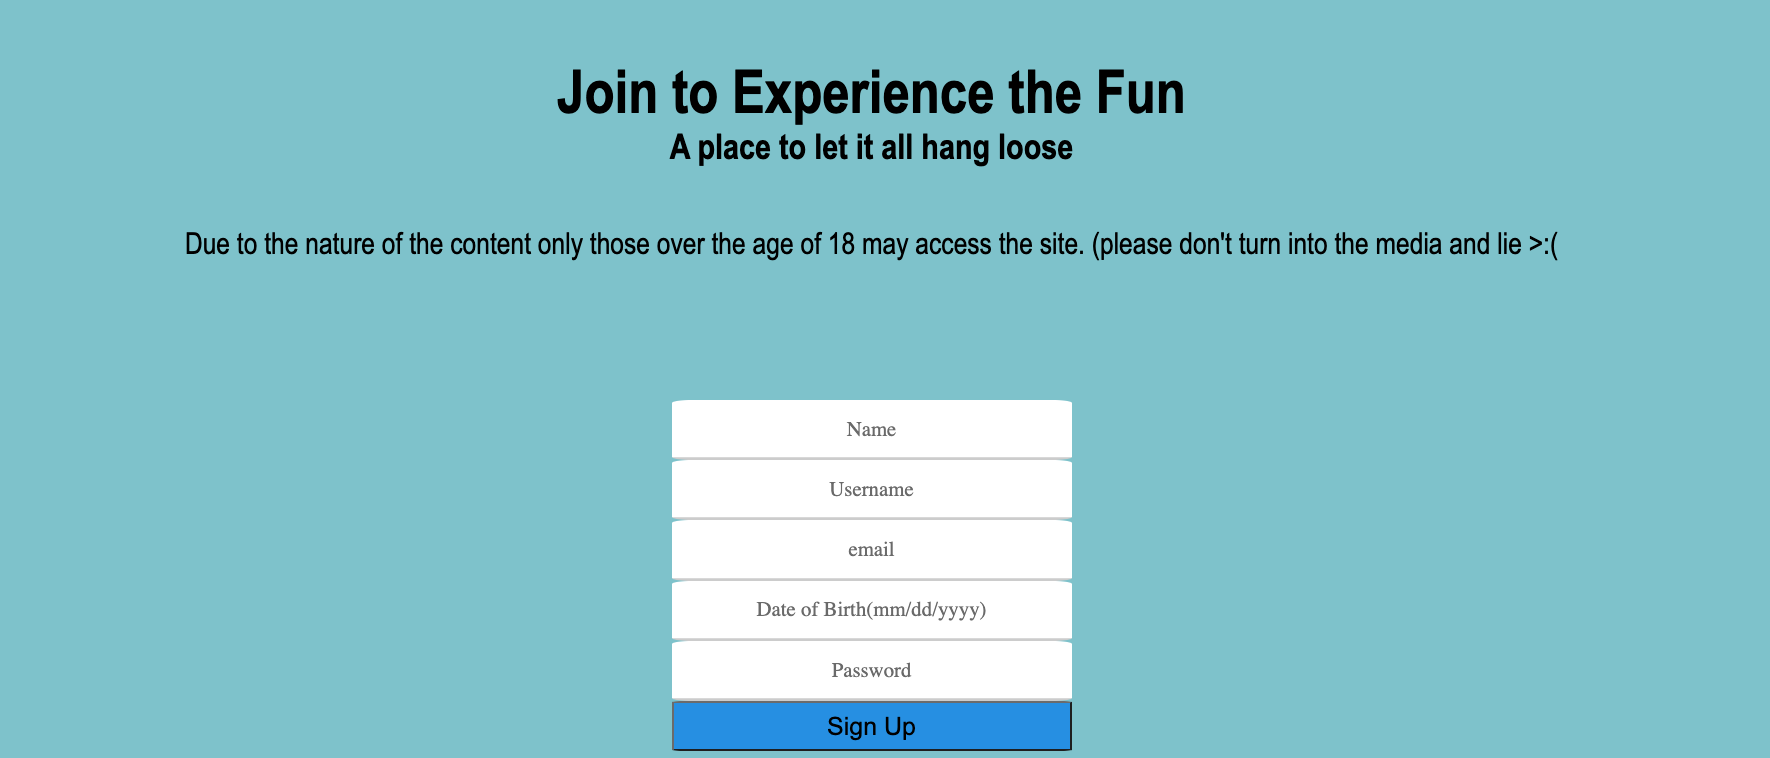 Join to Experience the Fun
A place to let it all hang loose
Due to the nature of the content only those over the age of 18 may access the site. (please don't turn into the media and lie >:(
Name
Username
email
Date of Birth(mm/dd/yyyy)
Password
Sign Up